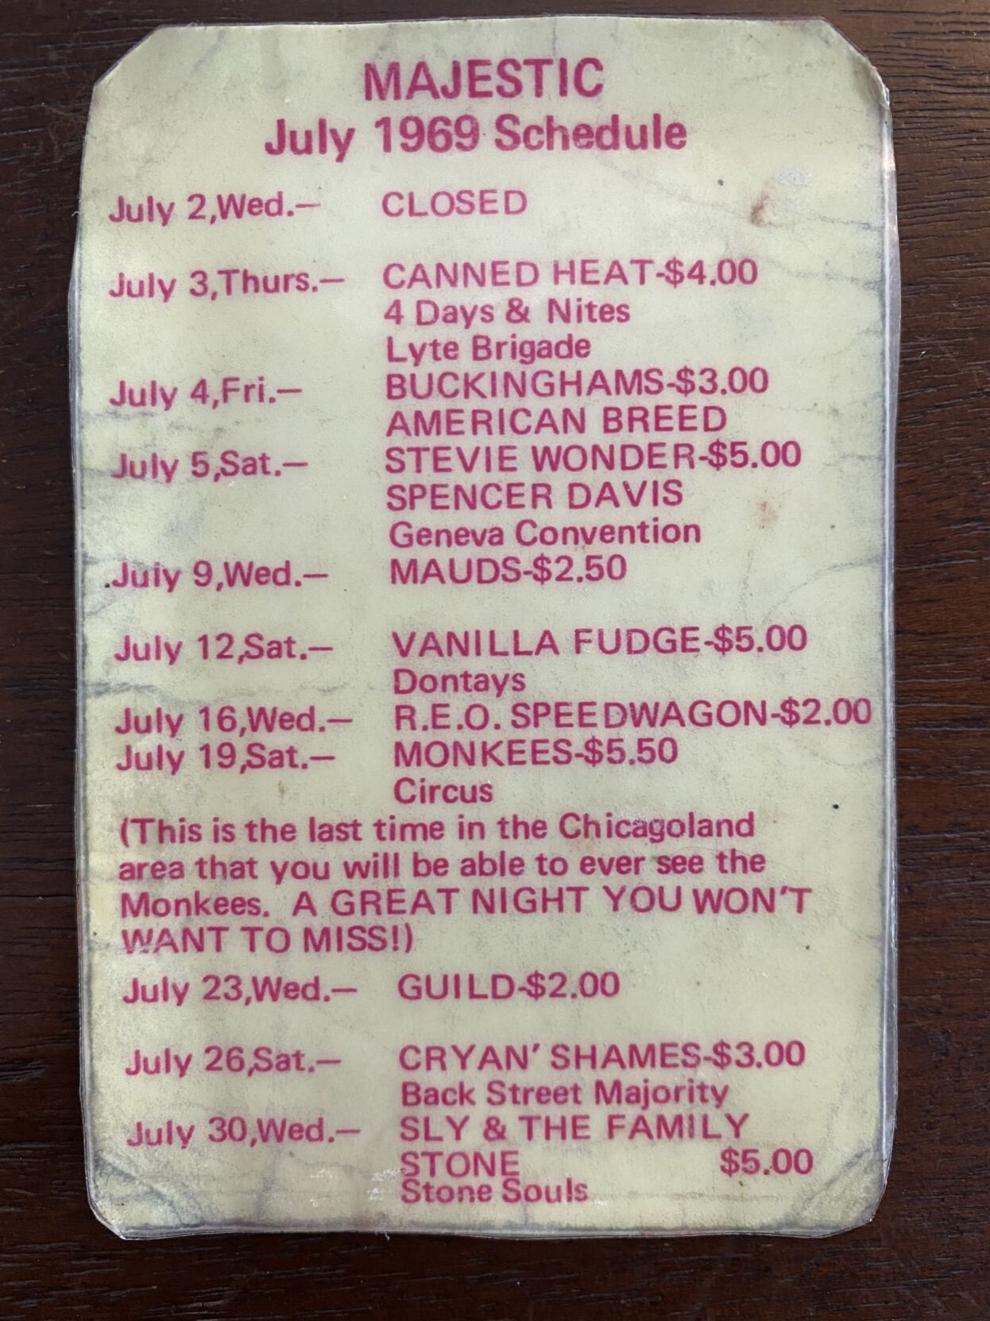 MAJESTIC
July 1969 Schedule
July 2,Wed.— CLOSED
July 3,Thurs.— CANNED HEAT-$4.00
4 Days & Nites
Lyte Brigade
July 4,Fri.— BUCKINGHAMS-$3.00
AMERICAN BREED
July 5,Sat.— STEVIE WONDER-$5.00
SPENCER DAVIS
Geneva Convention
July 9,Wed.— MAUDS-$2.50
July 12,Sat.— VANILLA FUDGE-$5.00
Dontays
July 16,Wed.— R.E.O. SPEEDWAGON-$2.00
July 19,Sat.— MONKEES-$5.50
Circus
(This is the last time in the Chicagoland
area that you will be able to ever see the
Monkees. A GREAT NIGHT YOU WON'T
WANT TO MISS!)
July 23,Wed.— GUILD-$2.00
July 26,Sat.— CRYAN' SHAMES-$3.00
Back Street Majority
July 30,Wed.— SLY & THE FAMILY
STONE $5.00
Stone Souls